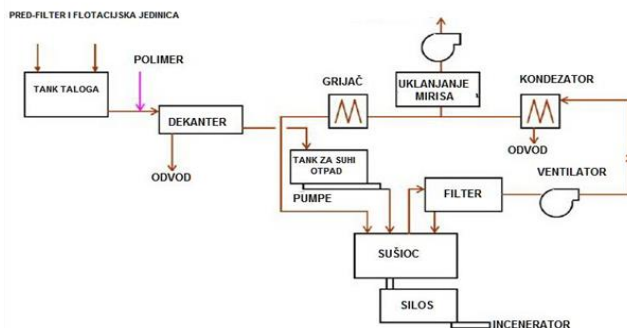 PRED-FILTER I FLOTACIJSKA JEDINICA
POLIMER
TANK TALOGA
DEKANTER
ODVOD
GRIJAČ
UKLANJANJE
MIRISA
KONDEZATOR
ODVOD
TANK ZA SUHI
OTPAD
PUMPE
FILTER
VENTILATOR
SUŠIOC
SILOS
INCENERATOR